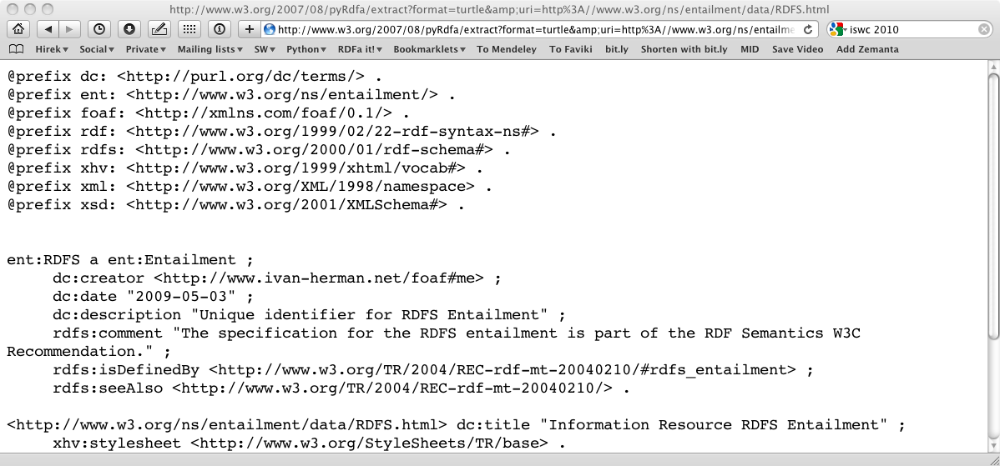 http://www.w3.org/2007/08/pyRdfa/extract?format=turtle&amp;uri=http%3A//www.w3.org/ns/entailment/data/RDFS.html
http://www.w3.org/2007/08/pyRdfa/extract?format=turtle&amp;uri=http%3A//www.w3.org/ns/entailme iswc 2010
Hirek Social Private Mailing lists SW Python RDFa it! Bookmarklets To Mendeley To Faviki bit.ly Shorten with bit.ly MID Save Video Add Zemanta
@prefix dc: <http://purl.org/dc/terms/> .
@prefix ent: <http://www.w3.org/ns/entailment/> .
@prefix foaf: <http://xmlns.com/foaf/0.1/> .
@prefix rdf: <http://www.w3.org/1999/02/22-rdf-syntax-ns#> .
@prefix rdfs: <http://www.w3.org/2000/01/rdf-schema#> .
@prefix xhv: <http://www.w3.org/1999/xhtml/vocab#> .
@prefix xml: <http://www.w3.org/XML/1998/namespace> .
@prefix xsd: <http://www.w3.org/2001/XMLSchema#> .
ent:RDFS a ent:Entailment ;
dc:creator <http://www.ivan-herman.net/foaf#me> ;
dc:date "2009-05-03" ;
dc:description "Unique identifier for RDFS Entailment" ;
rdfs:comment "The specification for the RDFS entailment is part of the RDF Semantics W3C
Recommendation." ;
rdfs:isDefinedBy <http://www.w3.org/TR/2004/REC-rdf-mt-20040210/#rdfs_entailment> ;
rdfs:seeAlso <http://www.w3.org/TR/2004/REC-rdf-mt-20040210/> .
<http://www.w3.org/ns/entailment/data/RDFS.html> dc:title "Information Resource RDFS Entailment" ;
xhv:stylesheet <http://www.w3.org/StyleSheets/TR/base> .